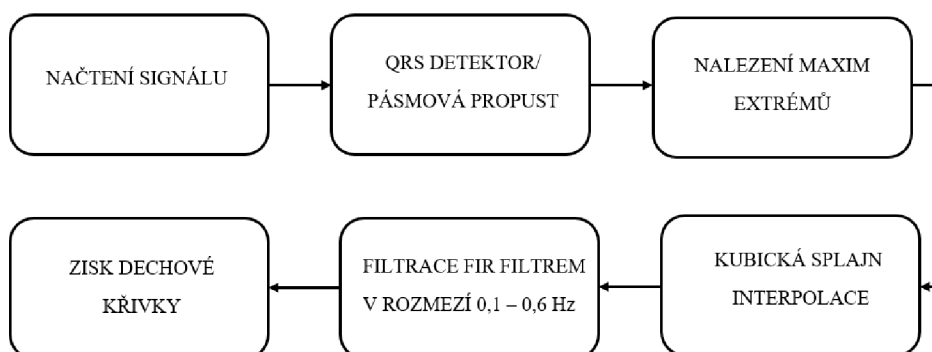 NAČTENÍ SIGNÁLU
QRS DETEKTOR/
PÁSMOVÁ PROPUST
NALEZENÍ MAXIM
EXTRÉMŮ
KUBICKÁ SPLAJN
INTERPOLACE
FILTRACE FIR FILTREM
V ROZMEZÍ 0,1 – 0,6 Hz
ZISK DECHOVÉ
KŘIVKY